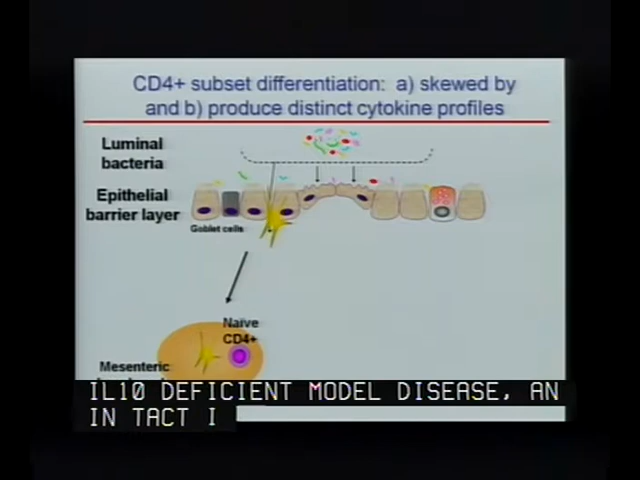 CD4+ subset differentiation: a) skewed by
and b) produce distinct cytokine profiles
Luminal
bacteria
Epithelial
barrier layer
Goblet cells
Naïve
CD4+
Mesenteric
IL10 DEFICIENT MODEL DISEASE, AN
IN TACT I